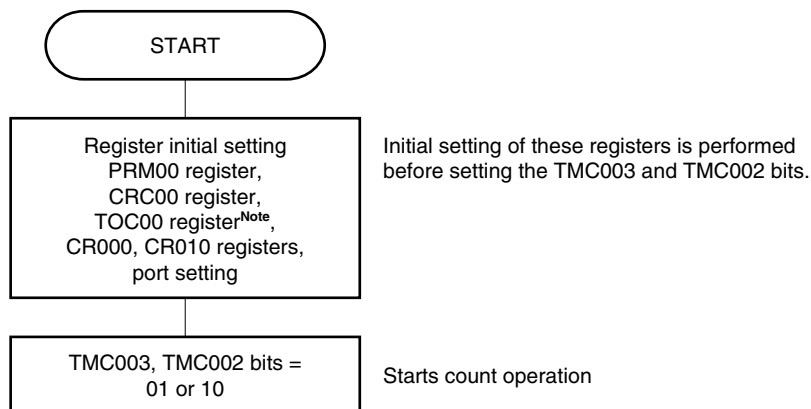 START
Register initial setting
PRM00 register,
CRC00 register,
TOC00 registerNote,
CR000, CR010 registers,
port setting
Initial setting of these registers is performed
before setting the TMC003 and TMC002 bits.
TMC003, TMC002 bits =
01 or 10
Starts count operation